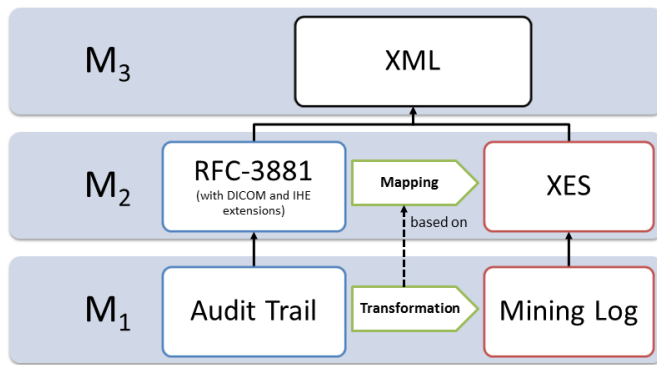 M₃
XML
M₂
RFC-3881
(with DICOM and IHE
extensions)
Mapping
XES
based on
M₁
Audit Trail
Transformation
Mining Log